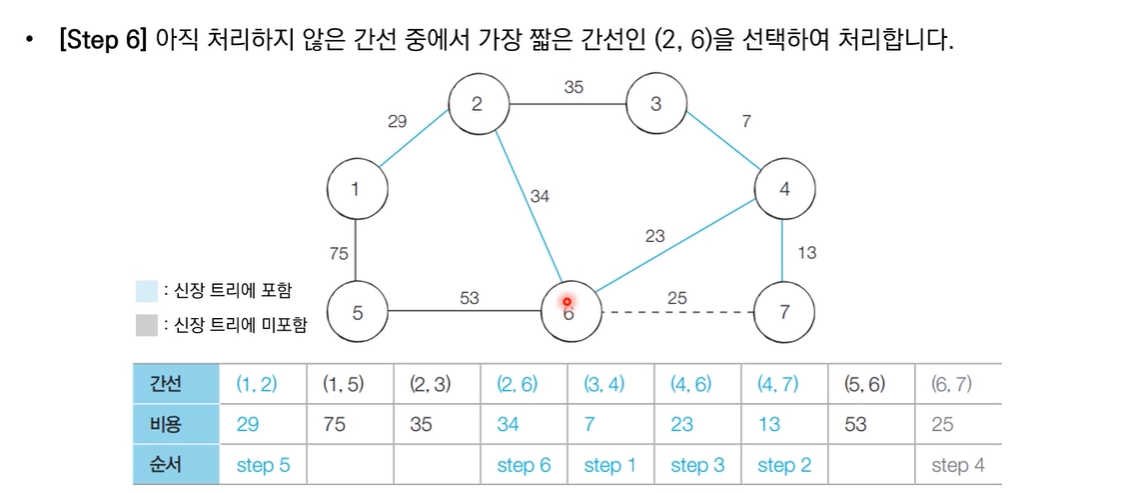 • [Step 6] 아직 처리하지 않은 간선 중에서 가장 짧은 간선인 (2, 6)을 선택하여 처리합니다.
2 35 3
29 7
1 4
34
23
75 13
: 신장 트리에 포함
5 53 6 25 7
: 신장 트리에 미포함
간선 (1, 2) (1, 5) (2, 3) (2, 6) (3, 4) (4, 6) (4, 7) (5, 6) (6, 7)
비용 29 75 35 34 7 23 13 53 25
순서 step 5 step 6 step 1 step 3 step 2 step 4